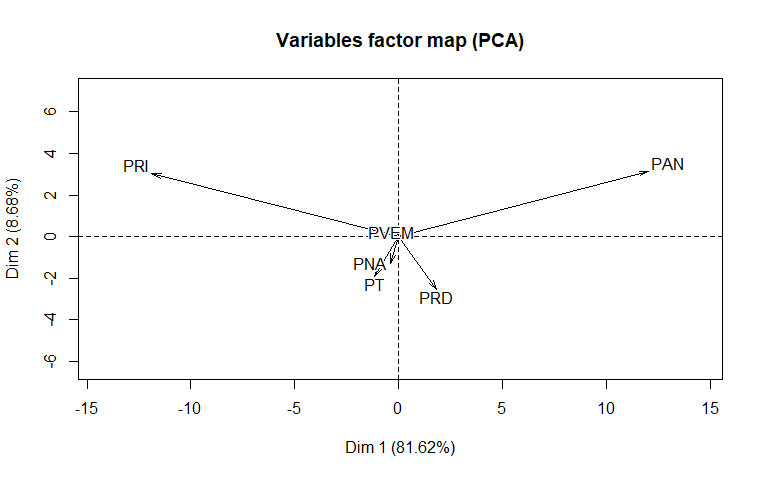 Variables factor map (PCA)
6
4
2
0
-2
-4
-6
Dim 2 (8.68%)
PRI
PAN
PVEM
PNA
PT
PRD
-15
-10
-5
0
5
10
15
Dim 1 (81.62%)